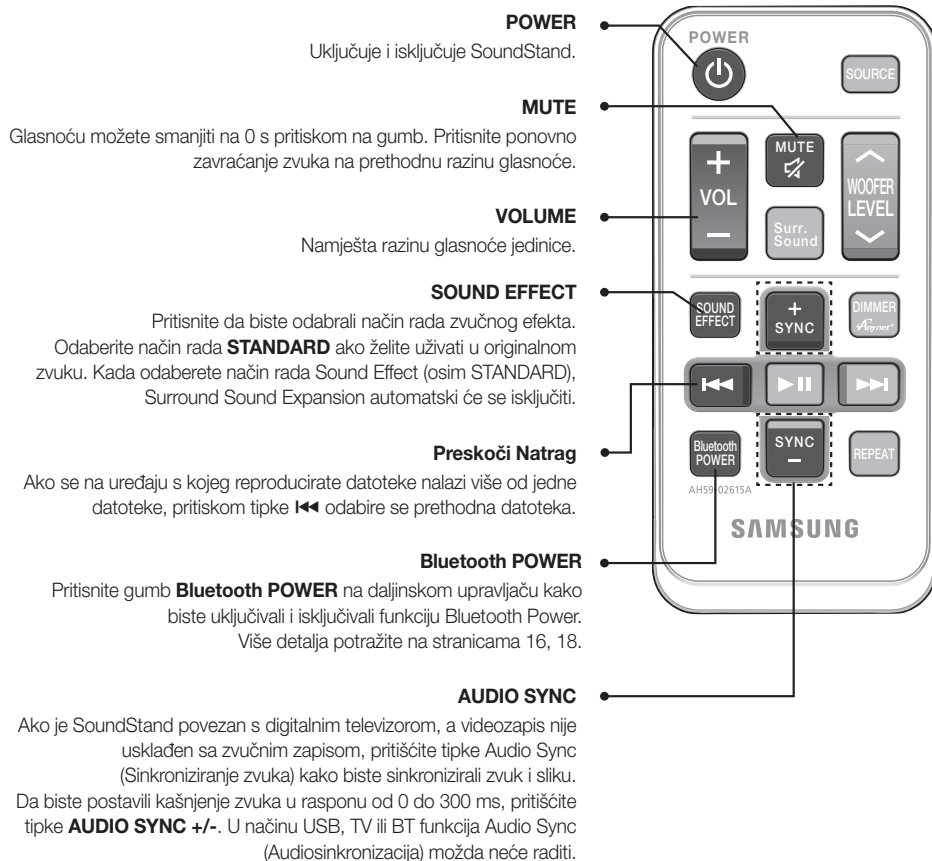 POWER
Uključuje i isključuje SoundStand.
MUTE
Glasnoću možete smanjiti na 0 s pritiskom na gumb. Pritisnite ponovno
zavraćanje zvuka na prethodnu razinu glasnoće.
VOLUME
Namješta razinu glasnoće jedinice.
SOUND EFFECT
Pritisnite da biste odabrali način rada zvučnog efekta.
Odaberite način rada STANDARD ako želite uživati u originalnom
zvuku. Kada odaberete način rada Sound Effect (osim STANDARD),
Surround Sound Expansion automatski će se isključiti.
Preskoči Natrag
Ako se na uređaju s kojeg reproducirate datoteke nalazi više od jedne
datoteke, pritiskom tipke ⏮ odabire se prethodna datoteka.
Bluetooth POWER
Pritisnite gumb Bluetooth POWER na daljinskom upravljaču kako
biste uključivali i isključivali funkciju Bluetooth Power.
Više detalja potražite na stranicama 16, 18.
AUDIO SYNC
Ako je SoundStand povezan s digitalnim televizorom, a videozapis nije
usklađen sa zvučnim zapisom, pritišćite tipke Audio Sync
(Sinkroniziranje zvuka) kako biste sinkronizirali zvuk i sliku.
Da biste postavili kašnjenje zvuka u rasponu od 0 do 300 ms, pritišćite
tipke AUDIO SYNC +/-. U načinu USB, TV ili BT funkcija Audio Sync
(Audiosinkronizacija) možda neće raditi.
POWER
SOURCE
MUTE
+
VOL
−
WOOFER
LEVEL
Surr.
Sound
SOUND
EFFECT
+
SYNC
DIMMER
Anynet+
Bluetooth
POWER
SYNC
−
REPEAT
AH59-02615A
SAMSUNG